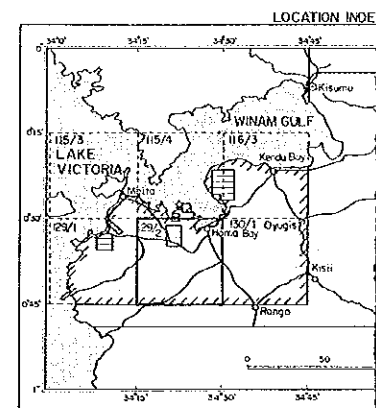 LOCATION INDE
34°0' 34°15' 34°30' 34°45'
0°
Kisumu
0°15'
WINAM GULF
115/3 115/4 116/3
LAKE
VICTORIA
Kendu Bay
Mbita
0°30'
129/1 129/2 130/1 Oyugis
Homa Bay
Kisii
0°45'
Rongo
0 50
1°
34°0' 34°15' 34°30' 34°45'